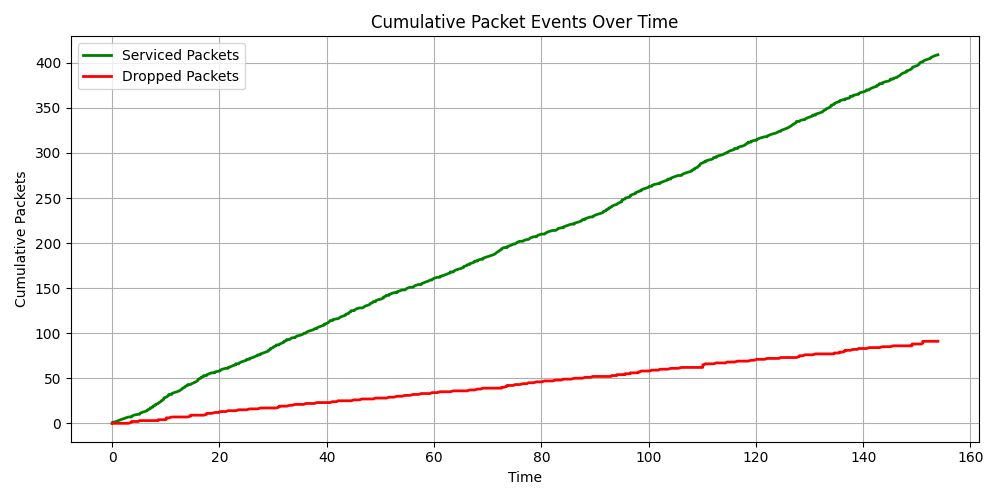 Cumulative Packet Events Over Time
Serviced Packets
Dropped Packets
Cumulative Packets
400
350
300
250
200
150
100
50
0
0 20 40 60 80 100 120 140 160
Time